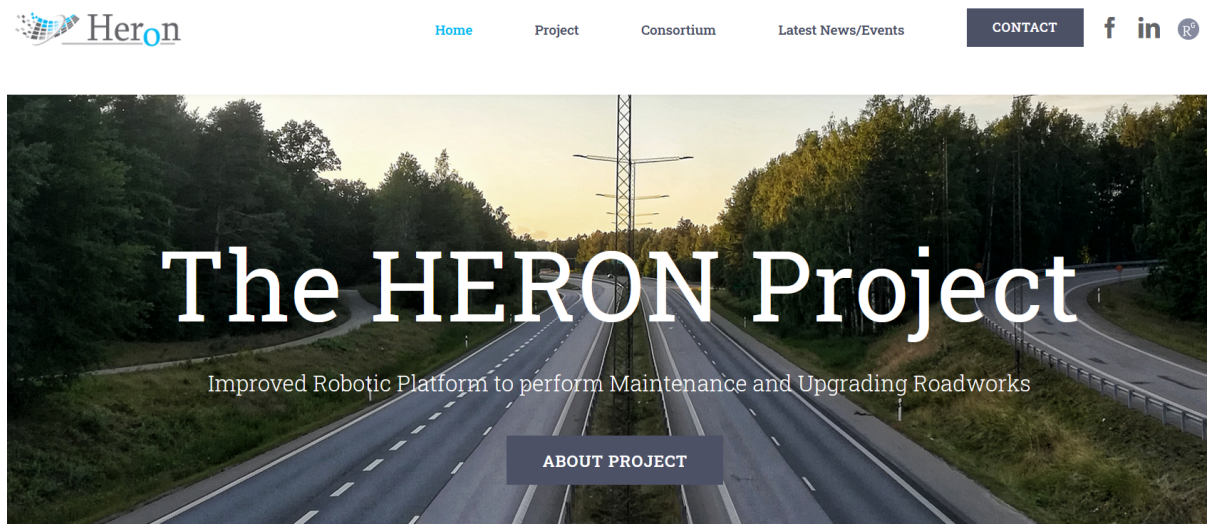 Heron
Home
Project
Consortium
Latest News/Events
CONTACT
f
in
RG
The HERON Project
Improved Robotic Platform to perform Maintenance and Upgrading Roadworks
ABOUT PROJECT